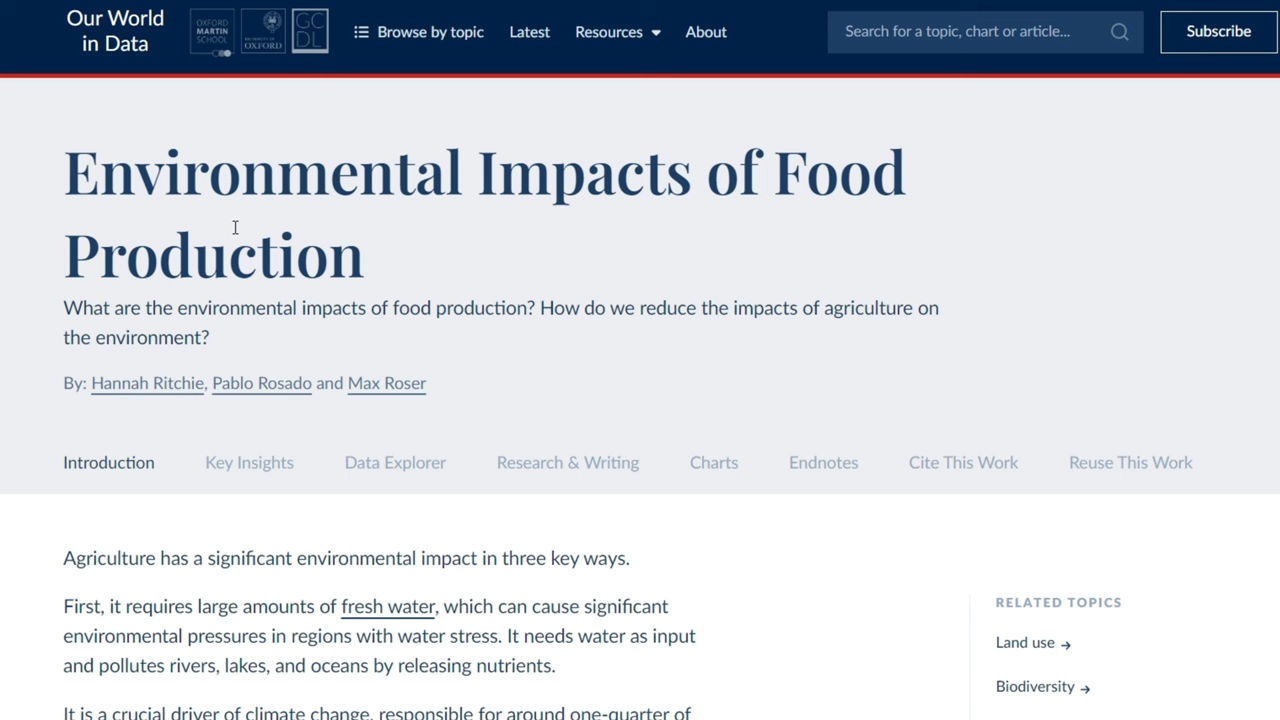 Our World
in Data
OXFORD
MARTIN
SCHOOL
UNIVERSITY OF
OXFORD
GC
DL
Browse by topic
Latest
Resources
About
Search for a topic, chart or article...
Subscribe
Environmental Impacts of Food
Production
What are the environmental impacts of food production? How do we reduce the impacts of agriculture on
the environment?
By: Hannah Ritchie, Pablo Rosado and Max Roser
Introduction
Key Insights
Data Explorer
Research & Writing
Charts
Endnotes
Cite This Work
Reuse This Work
Agriculture has a significant environmental impact in three key ways.
First, it requires large amounts of fresh water, which can cause significant
environmental pressures in regions with water stress. It needs water as input
and pollutes rivers, lakes, and oceans by releasing nutrients.
It is a crucial driver of climate change, responsible for around one-quarter of
RELATED TOPICS
Land use →
Biodiversity →